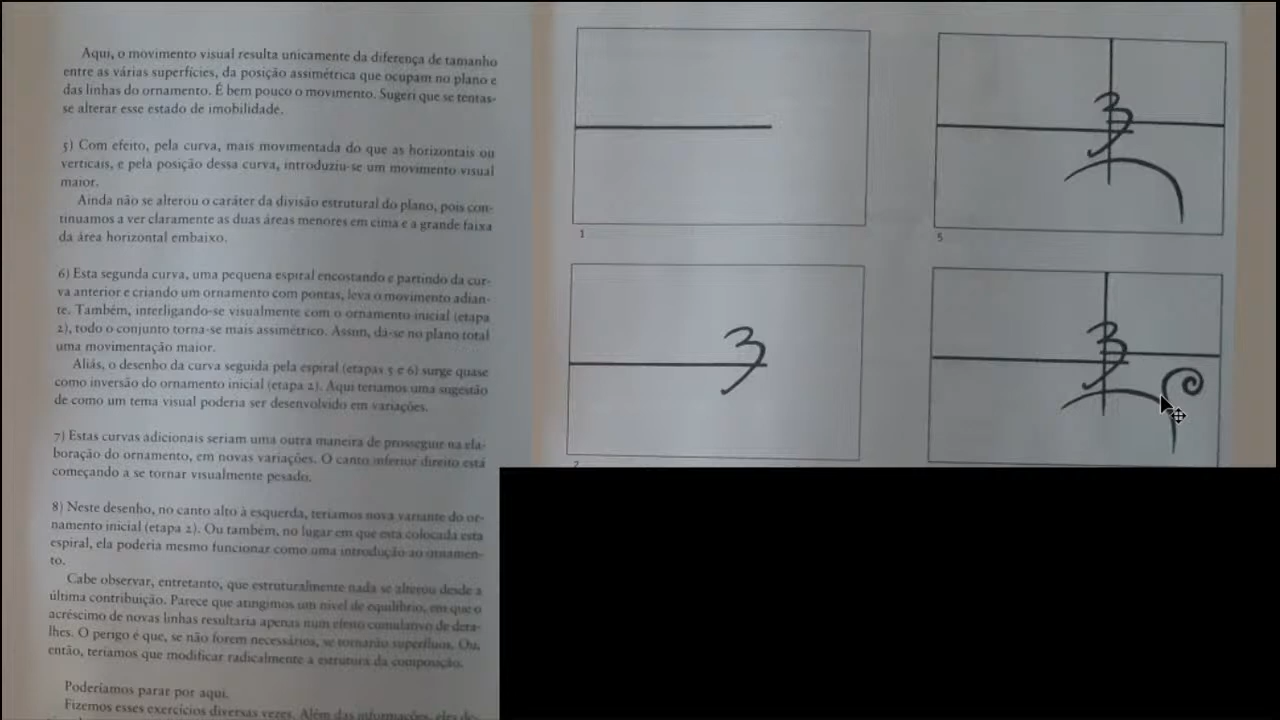 Aqui, o movimento visual resulta unicamente da diferença de tamanho
entre as várias superfícies, da posição assimétrica que ocupam no plano e
das linhas do ornamento. É bem pouco o movimento. Sugeri que se tentas-
se alterar esse estado de imobilidade.
5) Com efeito, pela curva, mais movimentada do que as horizontais ou
verticais, e pela posição dessa curva, introduziu-se um movimento visual
maior.
Ainda não se alterou o caráter da divisão estrutural do plano, pois con-
tinuamos a ver claramente as duas áreas menores em cima e a grande faixa
da área horizontal embaixo.
6) Esta segunda curva, uma pequena espiral encostando e partindo da cur-
va anterior e criando um ornamento com pontas, leva o movimento adian-
te. Também, interligando-se visualmente com o ornamento inicial (etapa
2), todo o conjunto torna-se mais assimétrico. Assim, dá-se no plano total
uma movimentação maior.
Aliás, o desenho da curva seguida pela espiral (etapas 5 e 6) surge quase
como inversão do ornamento inicial (etapa 2). Aqui teríamos uma sugestão
de como um tema visual poderia ser desenvolvido em variações.
7) Estas curvas adicionais seriam uma outra maneira de prosseguir na ela-
boração do ornamento, em novas variações. O canto inferior direito está
começando a se tornar visualmente pesado.
8) Neste desenho, no canto alto à esquerda, teríamos nova variante do or-
namento inicial (etapa 2). Ou também, no lugar em que está colocada esta
espiral, ela poderia mesmo funcionar como uma introdução ao ornamen-
to.
Cabe observar, entretanto, que estruturalmente nada se alterou desde a
última contribuição. Parece que atingimos um nível de equilíbrio, em que o
acréscimo de novas linhas resultaria apenas num efeito cumulativo de deta-
lhes. O perigo é que, se não forem necessários, se tornarão supérfluos. Ou,
então, teríamos que modificar radicalmente a estrutura da composição.
Poderíamos parar por aqui.
Fizemos esses exercícios diversas vezes. Além das informações, eles de-
1
5
2